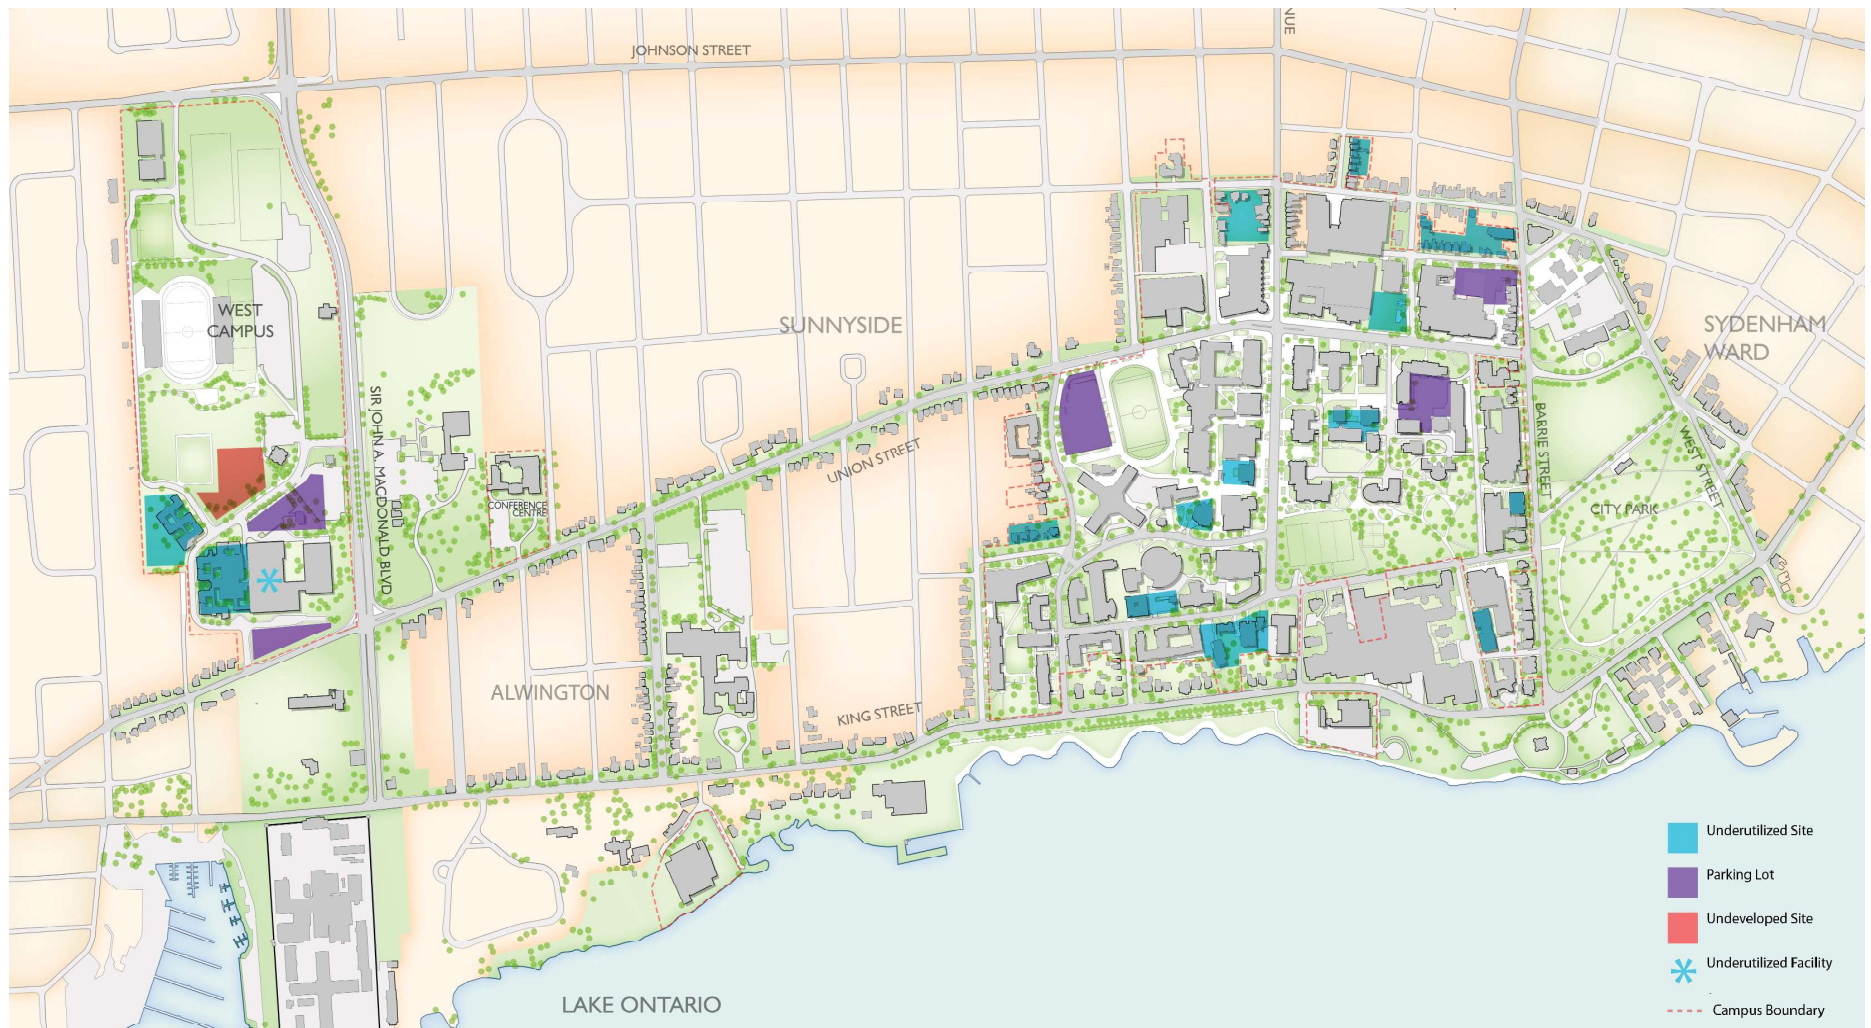 NUE
JOHNSON STREET
WEST
CAMPUS
SUNNYSIDE
SYDENHAM
WARD
SIR JOHN A. MACDONALD BLVD
UNION STREET
BARRIE STREET
WEST STREET
CONFERENCE
CENTRE
CITY PARK
ALWINGTON
KING STREET
LAKE ONTARIO
Underutilized Site
Parking Lot
Undeveloped Site
Underutilized Facility
Campus Boundary